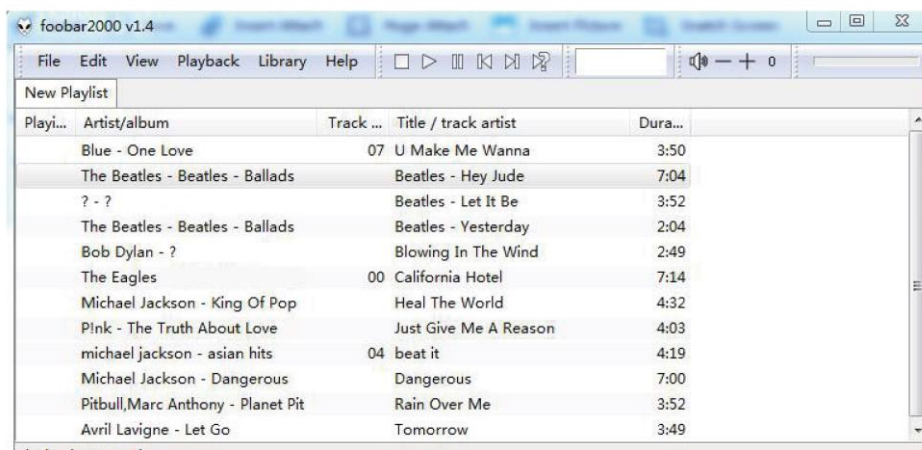 foobar2000 v1.4
File Edit View Playback Library Help 0
New Playlist
Playi... Artist/album Track ... Title / track artist Dura...
Blue - One Love 07 U Make Me Wanna 3:50
The Beatles - Beatles - Ballads Beatles - Hey Jude 7:04
? - ? Beatles - Let It Be 3:52
The Beatles - Beatles - Ballads Beatles - Yesterday 2:04
Bob Dylan - ? Blowing In The Wind 2:49
The Eagles 00 California Hotel 7:14
Michael Jackson - King Of Pop Heal The World 4:32
P!nk - The Truth About Love Just Give Me A Reason 4:03
michael jackson - asian hits 04 beat it 4:19
Michael Jackson - Dangerous Dangerous 7:00
Pitbull,Marc Anthony - Planet Pit Rain Over Me 3:52
Avril Lavigne - Let Go Tomorrow 3:49